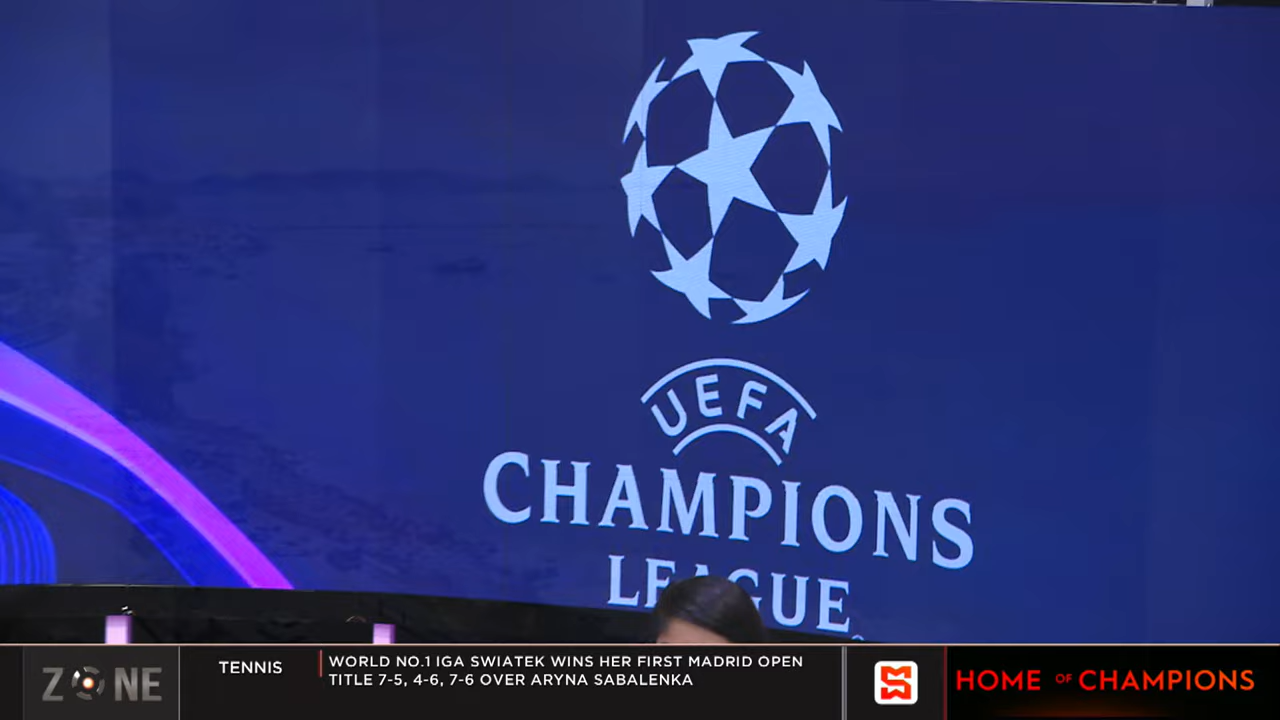 UEFA
CHAMPIONS
LEAGUE
ZONE
TENNIS
WORLD NO.1 IGA SWIATEK WINS HER FIRST MADRID OPEN
TITLE 7-5, 4-6, 7-6 OVER ARYNA SABALENKA
HOME OF CHAMPIONS